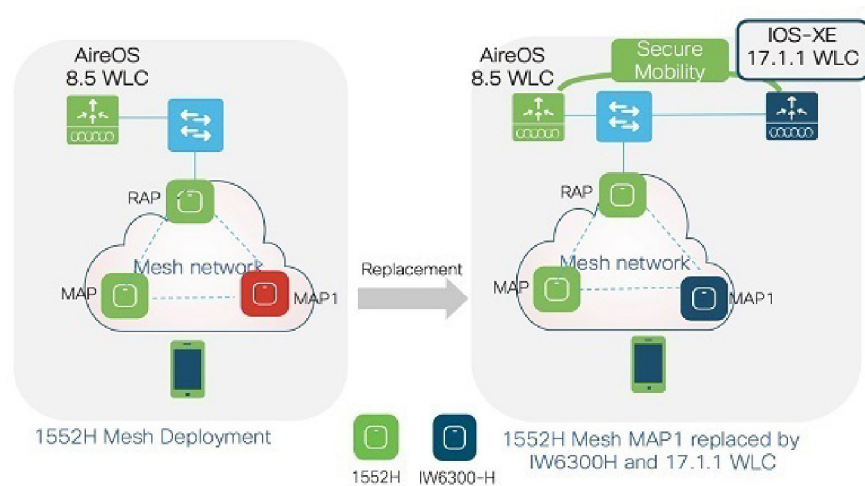 AireOS
8.5 WLC
RAP
Mesh network
MAP
MAP1
1552H Mesh Deployment
Replacement
1552H
IW6300-H
AireOS
8.5 WLC
Secure
Mobility
IOS-XE
17.1.1 WLC
RAP
Mesh network
MAP
MAP1
1552H Mesh MAP1 replaced by
IW6300H and 17.1.1 WLC